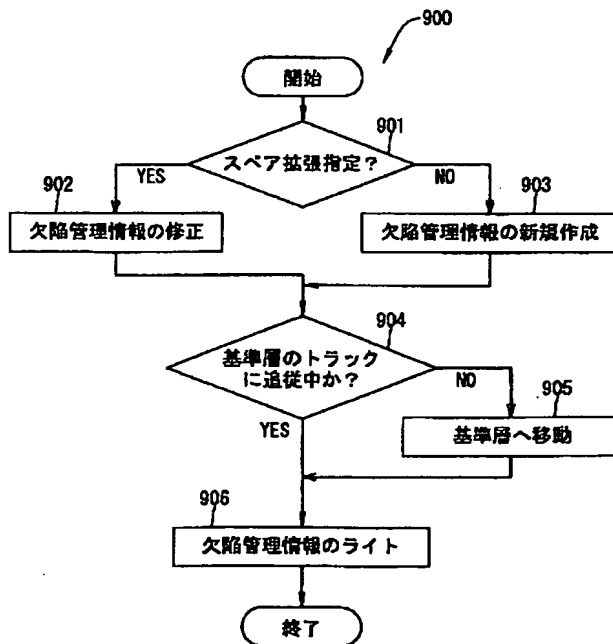 900
開始
901
スペア拡張指定？
YES
NO
902
欠陥管理情報の修正
903
欠陥管理情報の新規作成
904
基準層のトラック
に追従中か？
NO
YES
905
基準層へ移動
906
欠陥管理情報のライト
終了